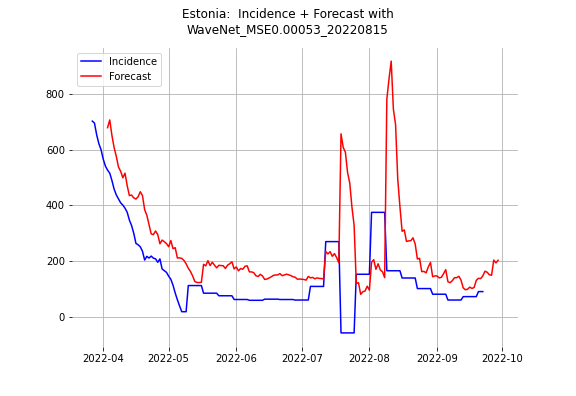 Estonia:  Incidence + Forecast with
WaveNet_MSE0.00053_20220815
Incidence
Forecast
800
600
400
200
0
2022-04 2022-05 2022-06 2022-07 2022-08 2022-09 2022-10